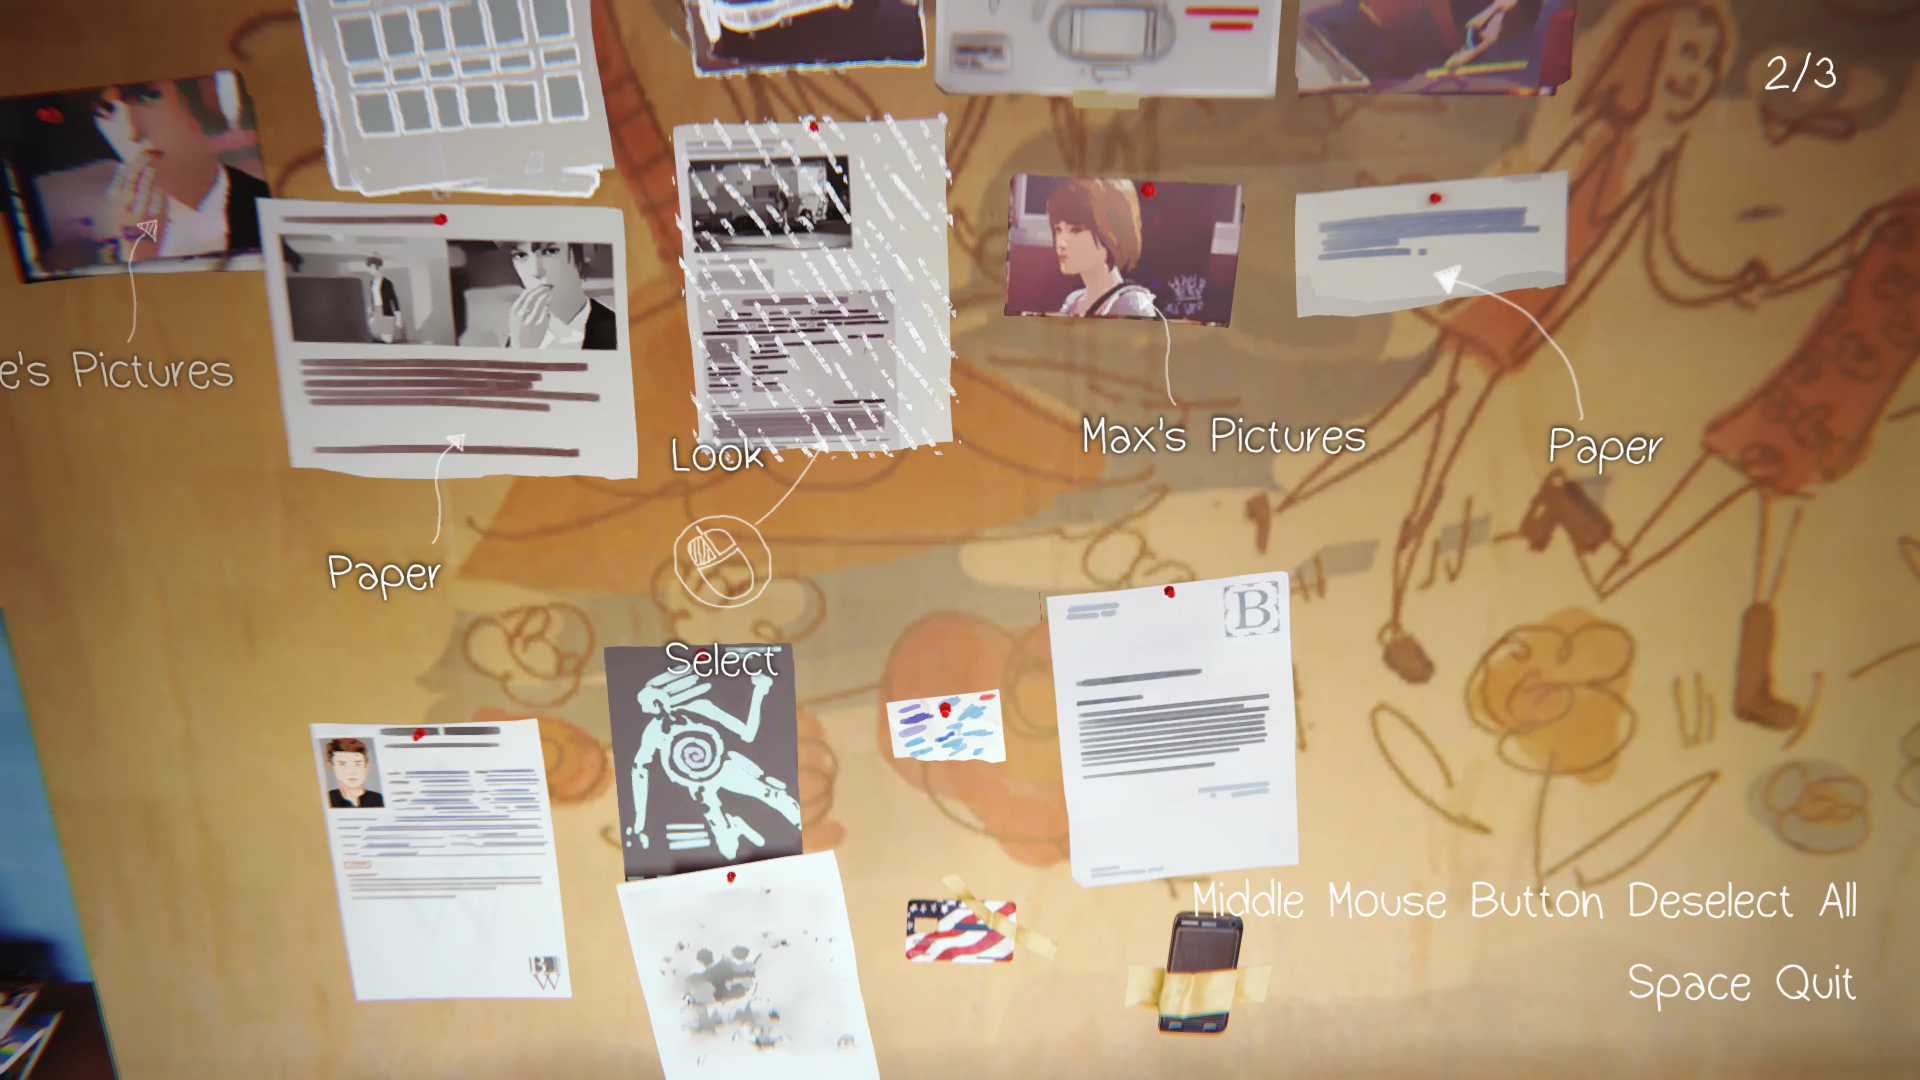 2/3
e's Pictures
Look
Max's Pictures
Paper
Paper
Select
B
B
W
Middle Mouse Button Deselect All
Space Quit